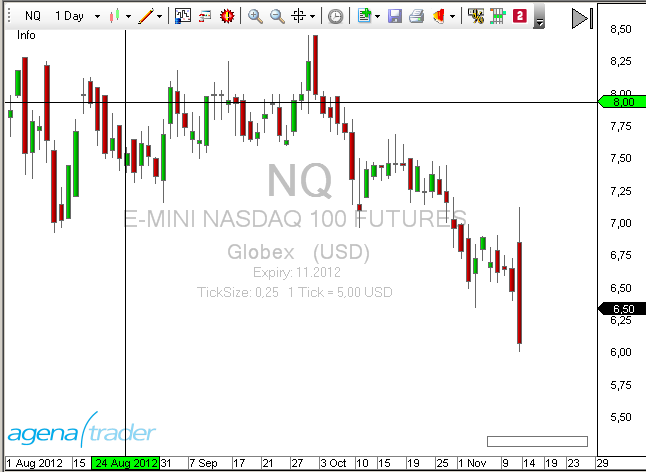 NQ 1 Day 2
Info
8,50
8,25
8,00
8,00
7,75
7,50
7,25
7,00
6,75
6,50
6,25
6,00
5,75
5,50
NQ
E-MINI NASDAQ 100 FUTURES
Globex (USD)
Expiry: 11.2012
TickSize: 0,25 1 Tick = 5,00 USD
agena/trader
1 Aug 2012 15 24 Aug 2012 31 7 Sep 19 21 27 3 Oct 10 15 19 25 1 Nov 8 14 19 23 29